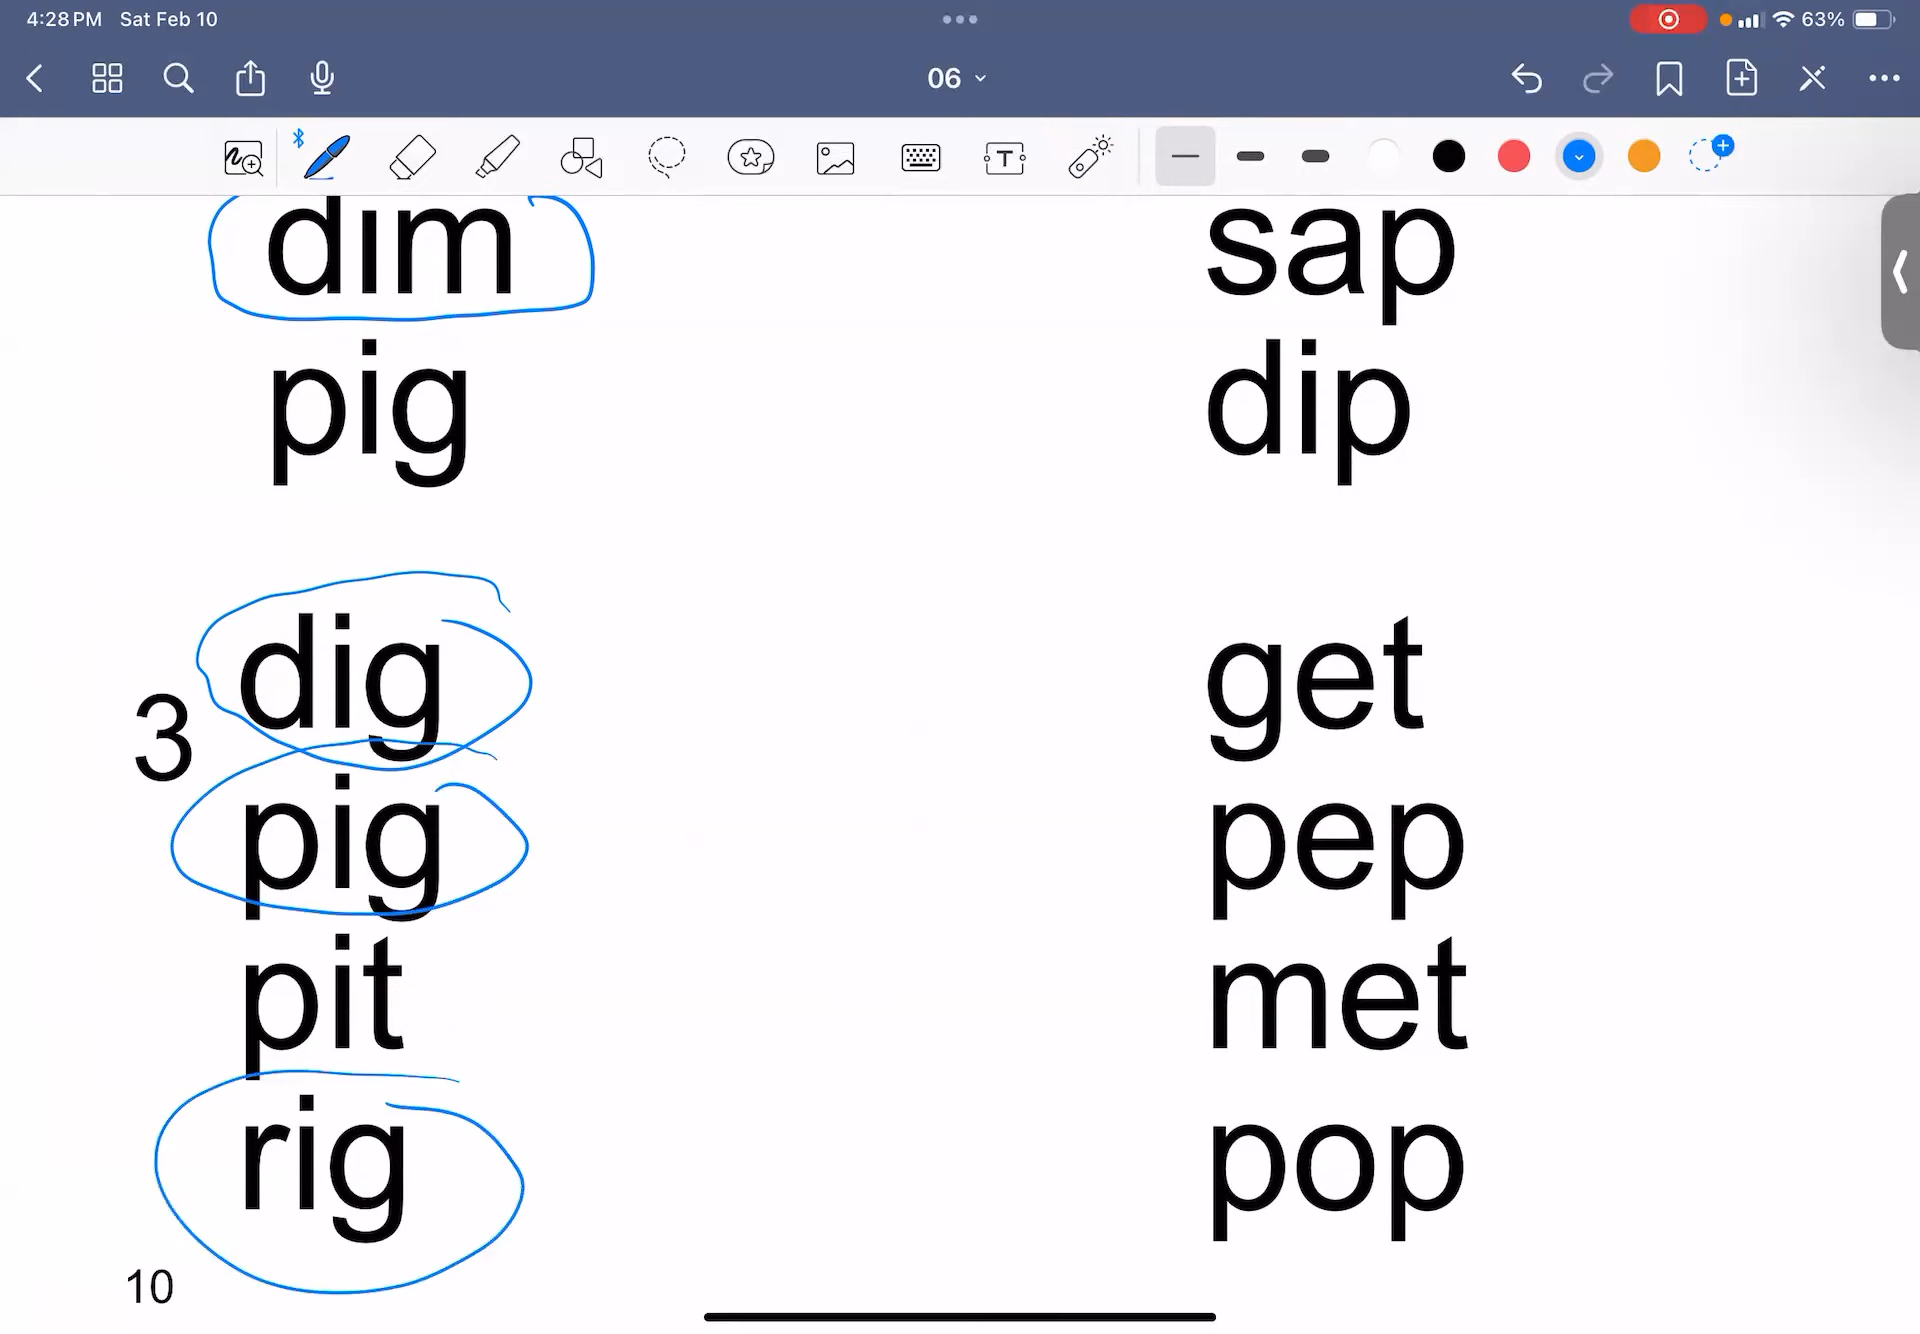 4:28 PM Sat Feb 10
63%
06
T
dim
sap
pig
dip
3
dig
get
pig
pep
pit
met
rig
pop
10